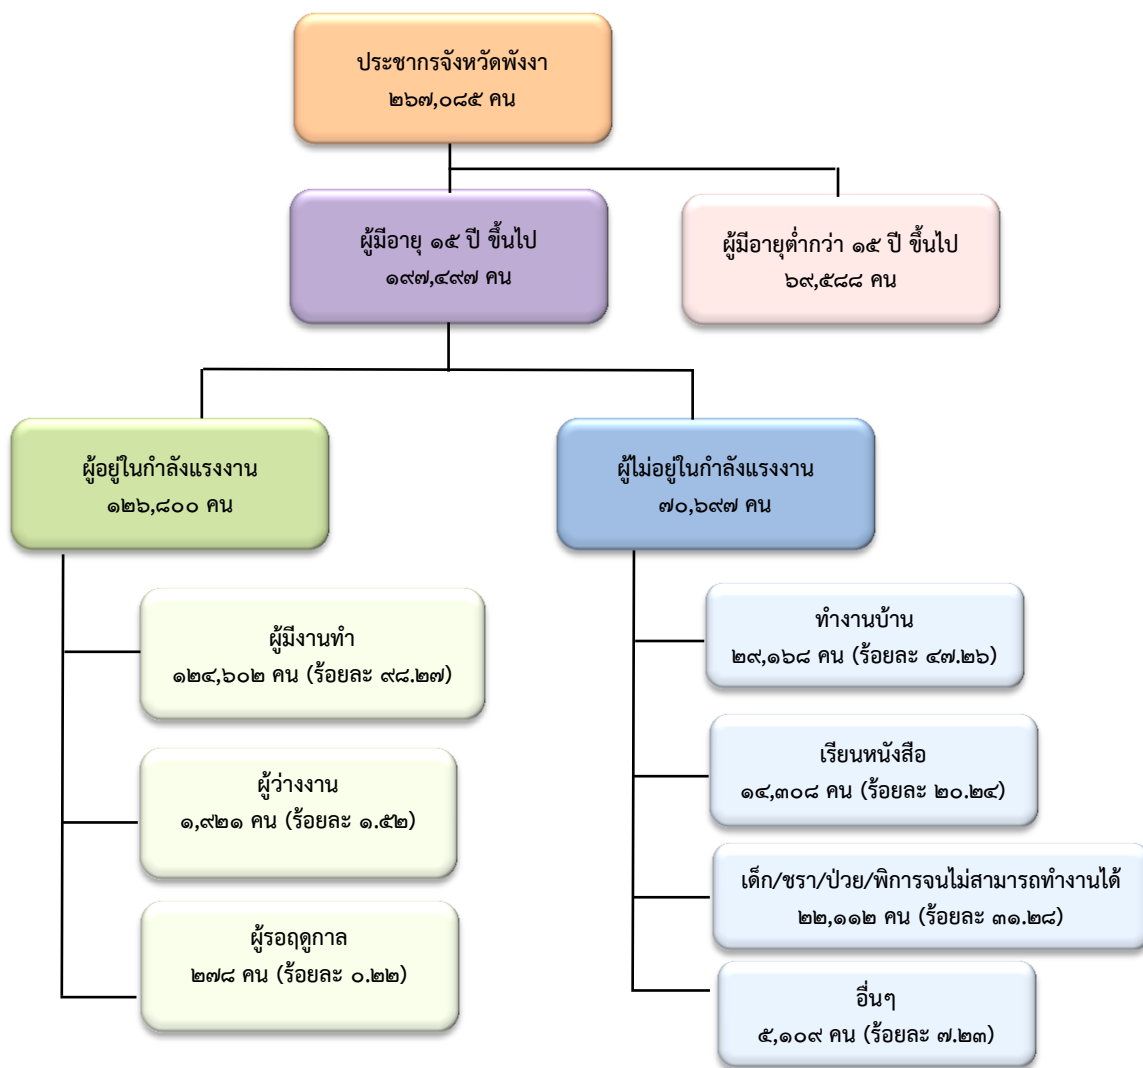 ประชากรจังหวัดพังงา
๒๖๗,๐๘๕ คน
ผู้มีอายุ ๑๕ ปี ขึ้นไป
๑๙๗,๔๙๗ คน
ผู้มีอายุต่ำกว่า ๑๕ ปี ขึ้นไป
๖๙,๕๘๘ คน
ผู้อยู่ในกำลังแรงงาน
๑๒๖,๘๐๐ คน
ผู้ไม่อยู่ในกำลังแรงงาน
๗๐,๖๙๗ คน
ผู้มีงานทำ
๑๒๔,๖๐๒ คน (ร้อยละ ๙๘.๒๗)
ผู้ว่างงาน
๑,๙๒๑ คน (ร้อยละ ๑.๕๒)
ผู้รอฤดูกาล
๒๗๘ คน (ร้อยละ ๐.๒๒)
ทำงานบ้าน
๒๙,๑๖๘ คน (ร้อยละ ๔๗.๒๖)
เรียนหนังสือ
๑๔,๓๐๘ คน (ร้อยละ ๒๐.๒๔)
เด็ก/ชรา/ป่วย/พิการจนไม่สามารถทำงานได้
๒๒,๑๑๒ คน (ร้อยละ ๓๑.๒๘)
อื่นๆ
๕,๑๐๙ คน (ร้อยละ ๗.๒๓)